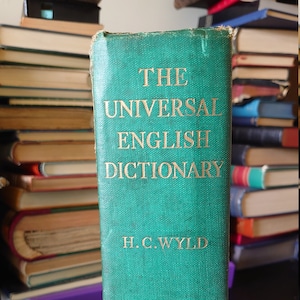 THE
UNIVERSAL
ENGLISH
DICTIONARY
H.C.WYLD